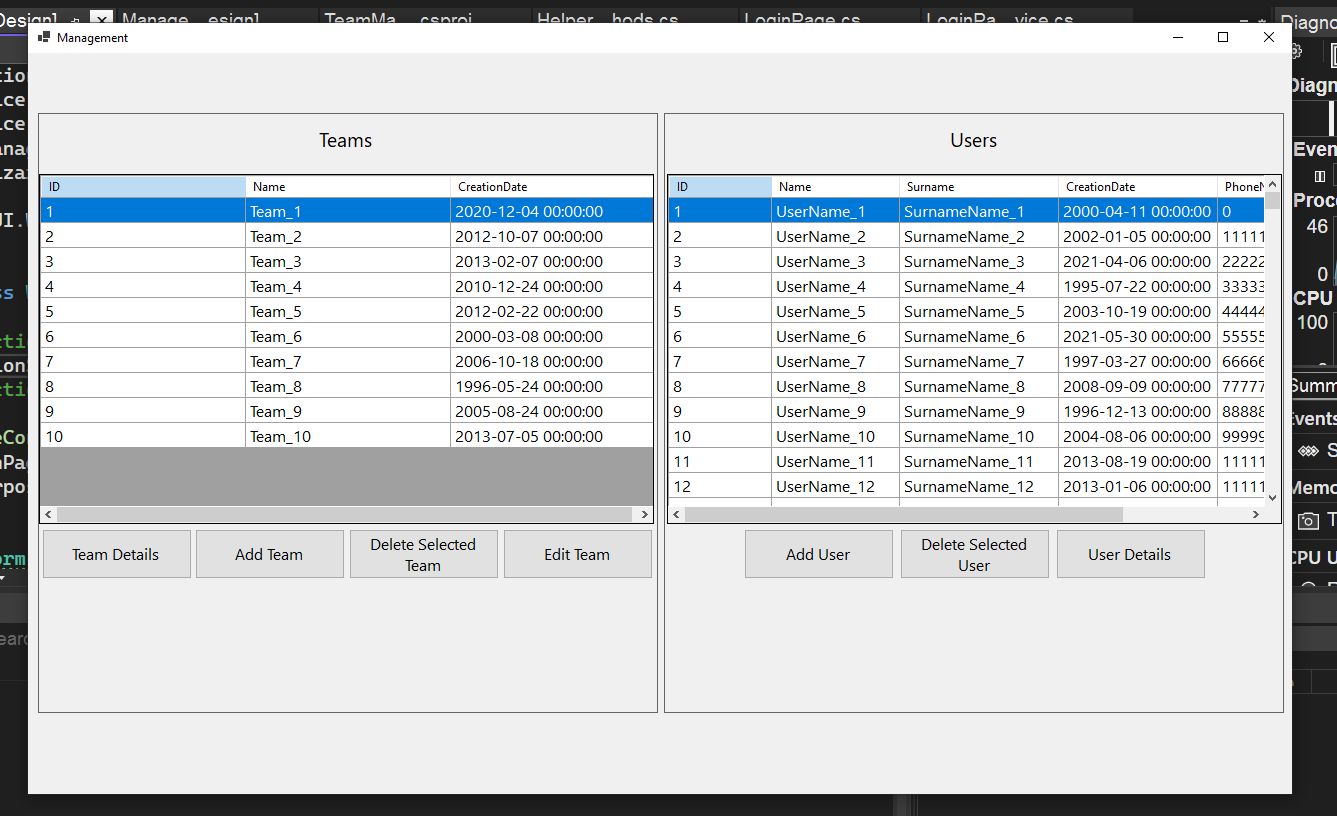 Design]
Manage...esign]
TeamMa...csproj
Helper...hods.cs
LoginPage.cs
LoginPa...vice.cs
Management
Teams
ID Name CreationDate
1 Team_1 2020-12-04 00:00:00
2 Team_2 2012-10-07 00:00:00
3 Team_3 2013-02-07 00:00:00
4 Team_4 2010-12-24 00:00:00
5 Team_5 2012-02-22 00:00:00
6 Team_6 2000-03-08 00:00:00
7 Team_7 2006-10-18 00:00:00
8 Team_8 1996-05-24 00:00:00
9 Team_9 2005-08-24 00:00:00
10 Team_10 2013-07-05 00:00:00
Team Details
Add Team
Delete Selected
Team
Edit Team
Users
ID Name Surname CreationDate PhoneN
1 UserName_1 SurnameName_1 2000-04-11 00:00:00 0
2 UserName_2 SurnameName_2 2002-01-05 00:00:00 11111
3 UserName_3 SurnameName_3 2021-04-06 00:00:00 22222
4 UserName_4 SurnameName_4 1995-07-22 00:00:00 33333
5 UserName_5 SurnameName_5 2003-10-19 00:00:00 44444
6 UserName_6 SurnameName_6 2021-05-30 00:00:00 55555
7 UserName_7 SurnameName_7 1997-03-27 00:00:00 66666
8 UserName_8 SurnameName_8 2008-09-09 00:00:00 77777
9 UserName_9 SurnameName_9 1996-12-13 00:00:00 88888
10 UserName_10 SurnameName_10 2004-08-06 00:00:00 99999
11 UserName_11 SurnameName_11 2013-08-19 00:00:00 11111
12 UserName_12 SurnameName_12 2013-01-06 00:00:00 11111
Add User
Delete Selected
User
User Details
Diagno
Diagn
Even
Proce
46
0
CPU
100
Summ
Events
Memo
CPU U